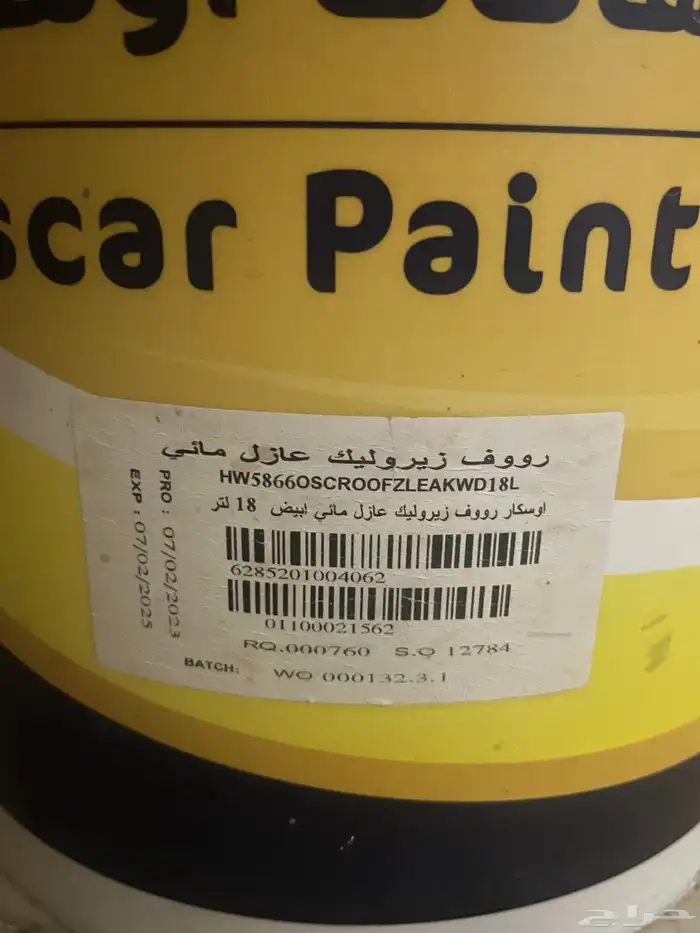 scar Paint
رووف زيروليك عازل مائي
HW5866OSCROOFZLEAKWD18L
اوسكار رووف زيروليك عازل مائي ابيض 18 لتر
6285201004062
01100021562
RQ.000760 S.O 12784
BATCH: WO 000132.3.1
PRO : 07/02/2023
EXP : 07/02/2025
حراج